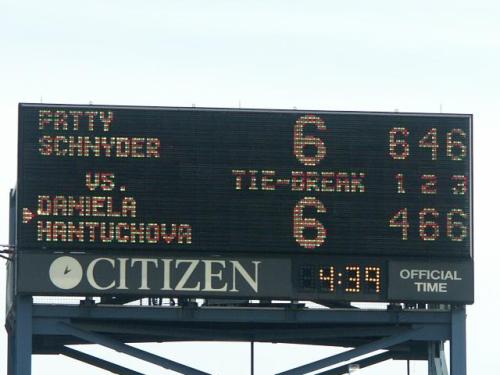 PATTY 6 6 4 6
SCHNYDER
VS. TIE-BREAK 1 2 3
DANIELA 6 4 6 6
HANTUCHOVA
CITIZEN 4:39 OFFICIAL
TIME